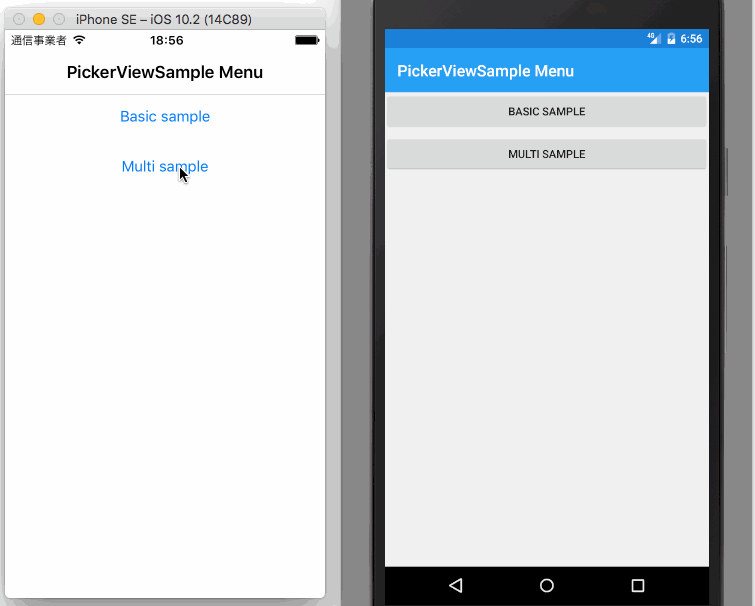 iPhone SE – iOS 10.2 (14C89)
通信事業者 18:56
PickerViewSample Menu
Basic sample
Multi sample
4G 6:56
PickerViewSample Menu
BASIC SAMPLE
MULTI SAMPLE